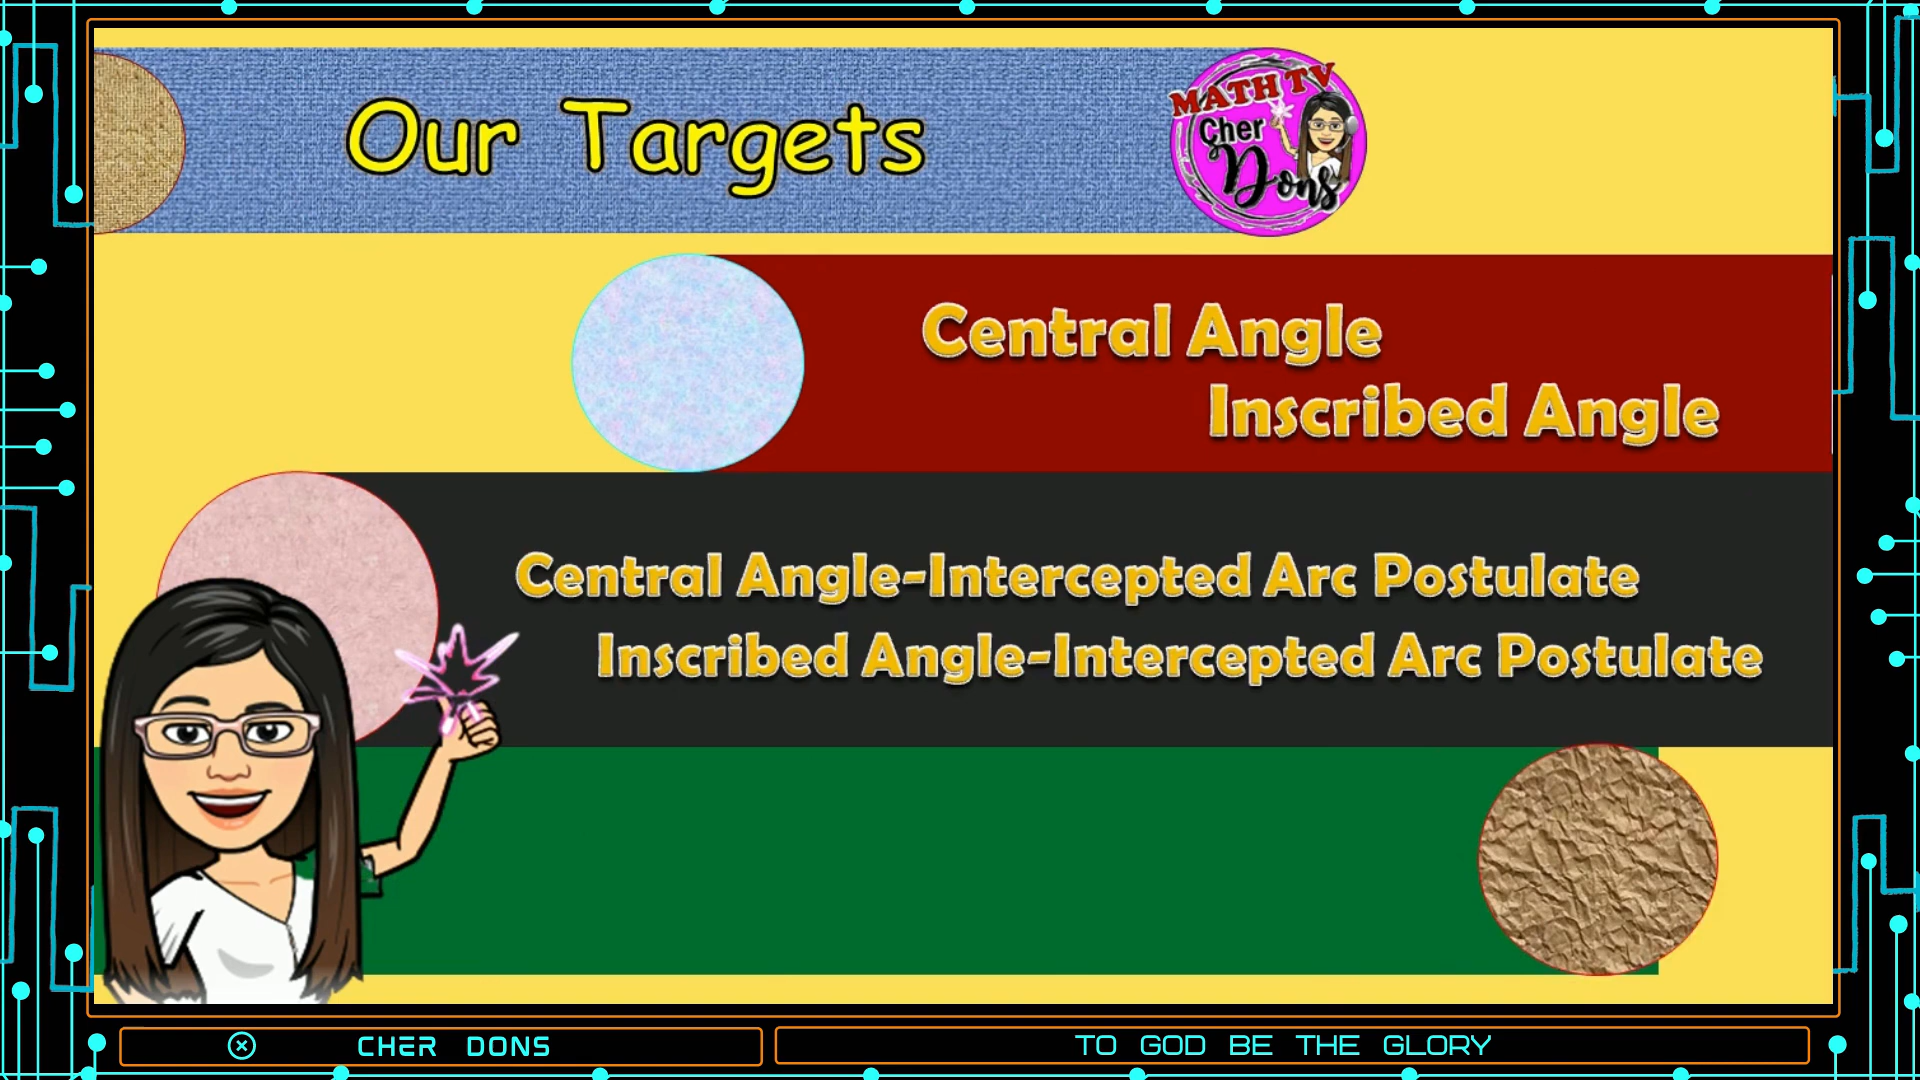 Our Targets
MATH TV
Cher
Dons
Central Angle
Inscribed Angle
Central Angle-Intercepted Arc Postulate
Inscribed Angle-Intercepted Arc Postulate
CHER DONS
TO GOD BE THE GLORY